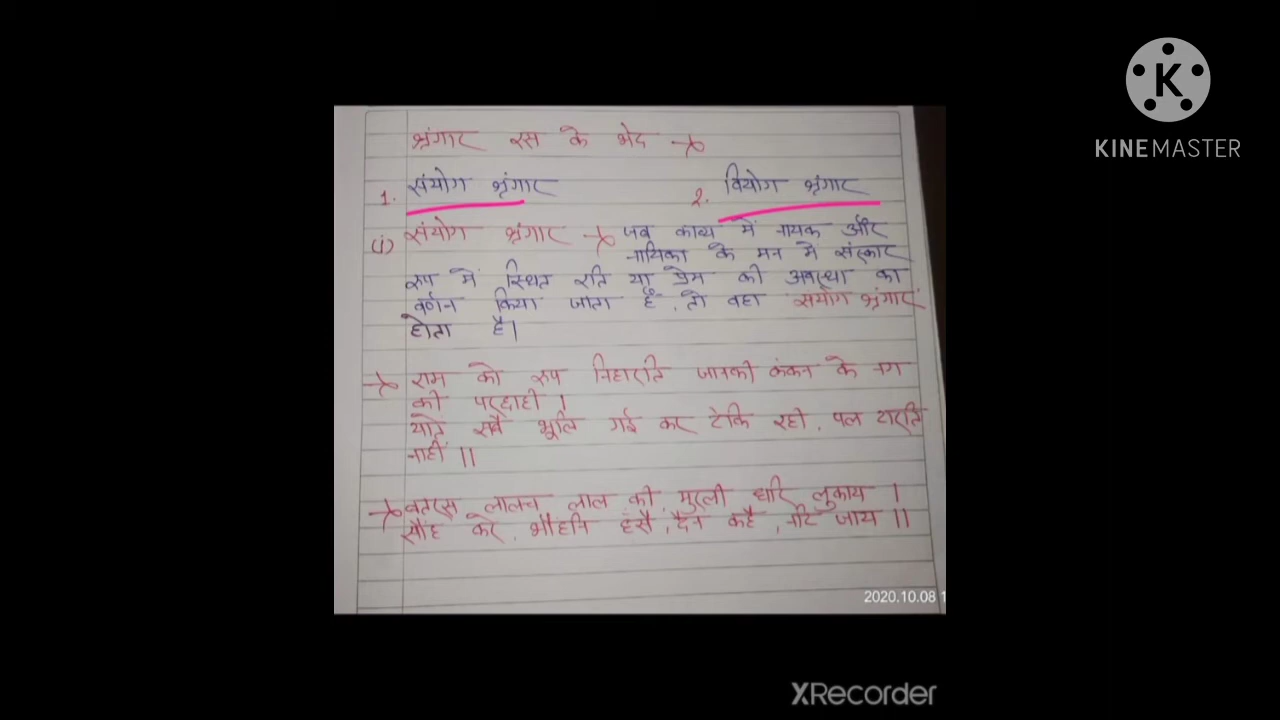 K
KINEMASTER
श्रृंगार रस के भेद →
1. संयोग श्रृंगार 2. वियोग श्रृंगार
(i) संयोग श्रृंगार → जब काव्य में नायक और
नायिका के मन मे संस्कार
रूप में स्थित रति या प्रेम की अवस्था का
वर्णन किया जाता है, तो वहा संयोग श्रृंगार
होता है।
→ राम को रूप निहारति जानकी कंकन के नग
की परछाही ।
याते सबै भूलि गई कर टेकि रही, पल टारति
नाहीं ||
→ बतरस लालच लाल की, मुरली धरि लुकाय ।
सौंह करे, भौंहनि हंसै, दैन कहै, नटि जाय ||
2020.10.08 1
XRecorder